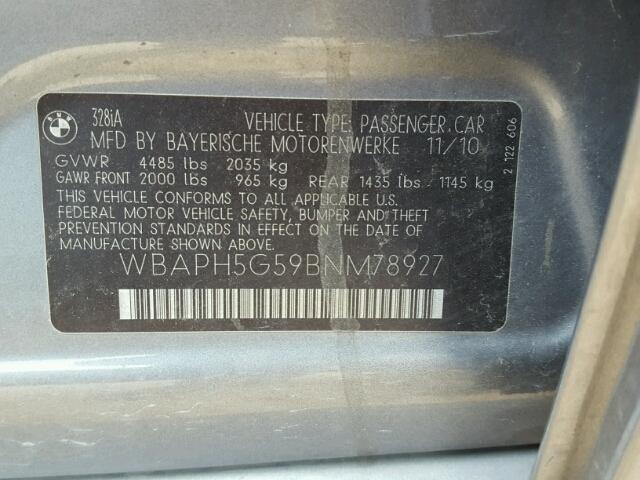 BMW
328iA VEHICLE TYPE: PASSENGER.CAR
MFD BY BAYERISCHE MOTORENWERKE 11/10
GVWR 4485 lbs 2035 kg
GAWR FRONT 2000 lbs 965 kg REAR 1435 lbs 1145 kg
THIS VEHICLE CONFORMS TO ALL APPLICABLE U.S.
FEDERAL MOTOR VEHICLE SAFETY, BUMPER AND THEFT
PREVENTION STANDARDS IN EFFECT ON THE DATE OF
MANUFACTURE SHOWN ABOVE.
WBAPH5G59BNM78927
2 122 606